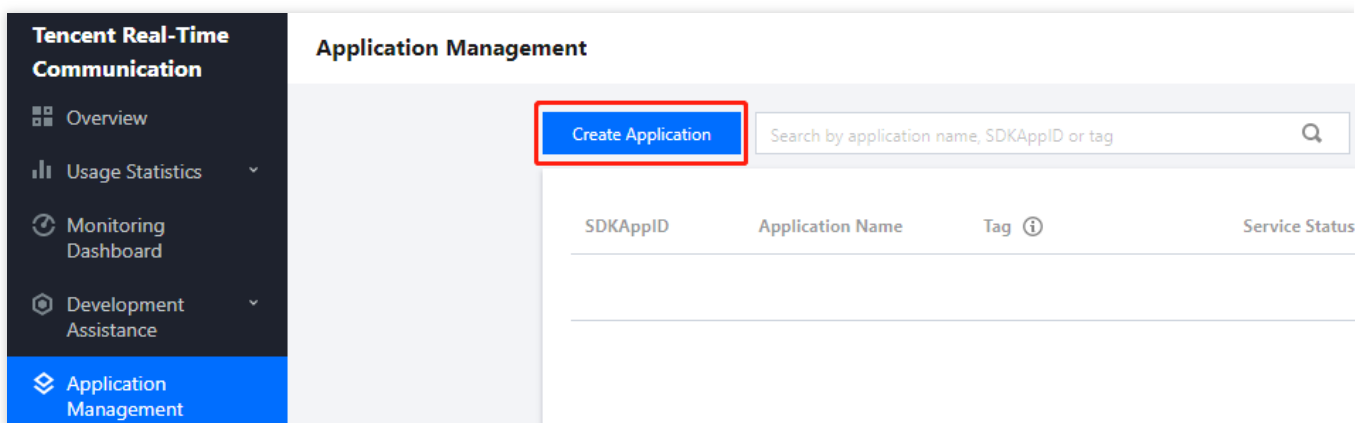 Tencent Real-Time
Communication
Overview
Usage Statistics
Monitoring
Dashboard
Development
Assistance
Application
Management
Application Management
Create Application
Search by application name, SDKAppID or tag
SDKAppID Application Name Tag Service Status